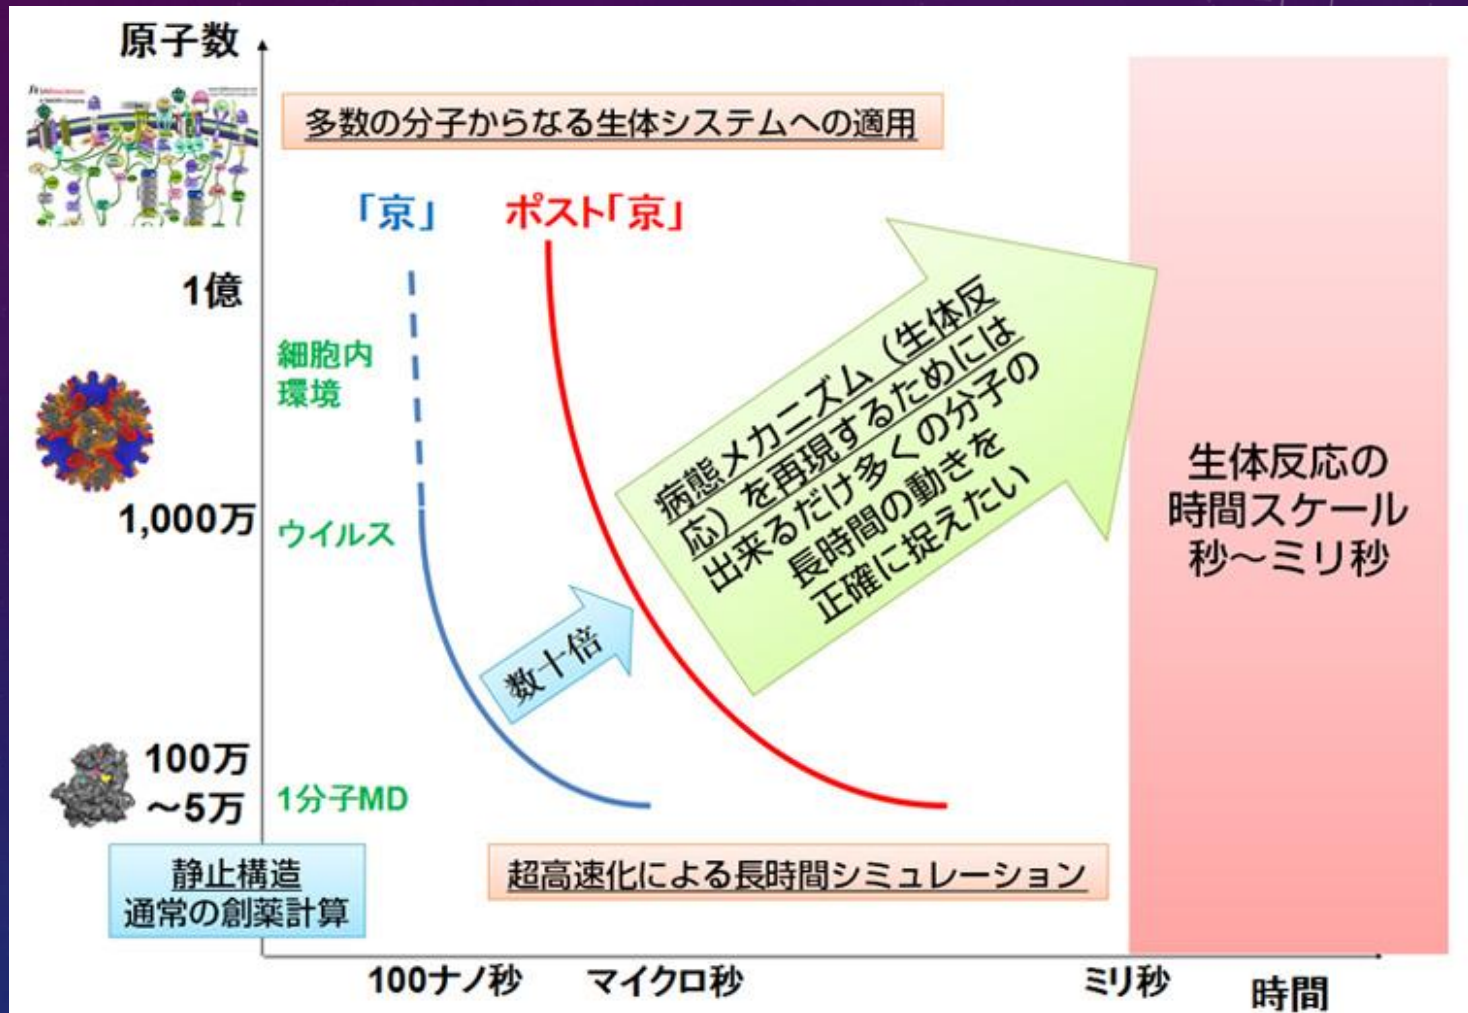 原子数
多数の分子からなる生体システムへの適用
「京」
ポスト「京」
1億
細胞内
環境
1,000万
ウイルス
100万
~5万
1分子MD
数十倍
病態メカニズム（生体反
応）を再現するためには
出来るだけ多くの分子の
長時間の動きを
正確に捉えたい
生体反応の
時間スケール
秒～ミリ秒
静止構造
通常の創薬計算
超高速化による長時間シミュレーション
100ナノ秒
マイクロ秒
ミリ秒
時間